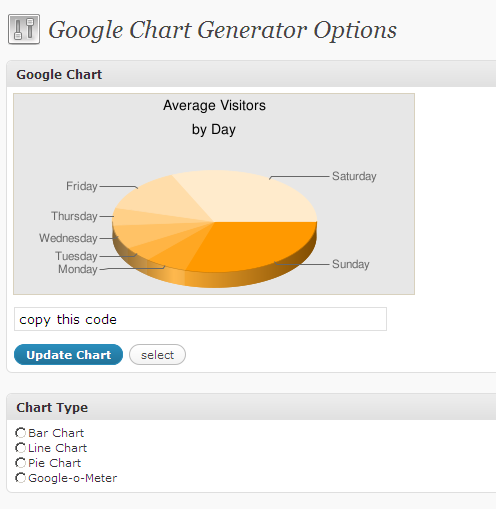 Google Chart Generator Options
Google Chart
Average Visitors
by Day
Saturday
Friday
Thursday
Wednesday
Tuesday
Monday
Sunday
copy this code
Update Chart
select
Chart Type
Bar Chart
Line Chart
Pie Chart
Google-o-Meter